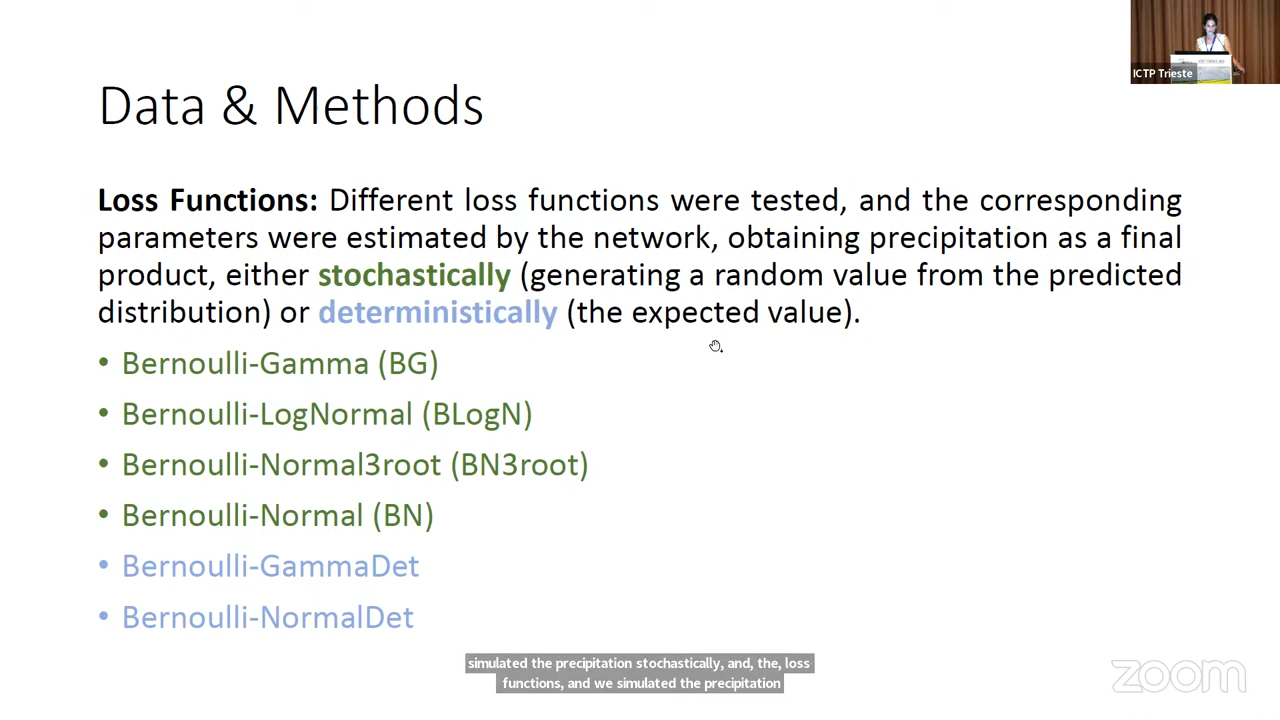 ICTP Trieste
Data & Methods
Loss Functions: Different loss functions were tested, and the corresponding
parameters were estimated by the network, obtaining precipitation as a final
product, either stochastically (generating a random value from the predicted
distribution) or deterministically (the expected value).
• Bernoulli-Gamma (BG)
• Bernoulli-LogNormal (BLogN)
• Bernoulli-Normal3root (BN3root)
• Bernoulli-Normal (BN)
• Bernoulli-GammaDet
• Bernoulli-NormalDet
simulated the precipitation stochastically, and, the, loss
functions, and we simulated the precipitation
zoom